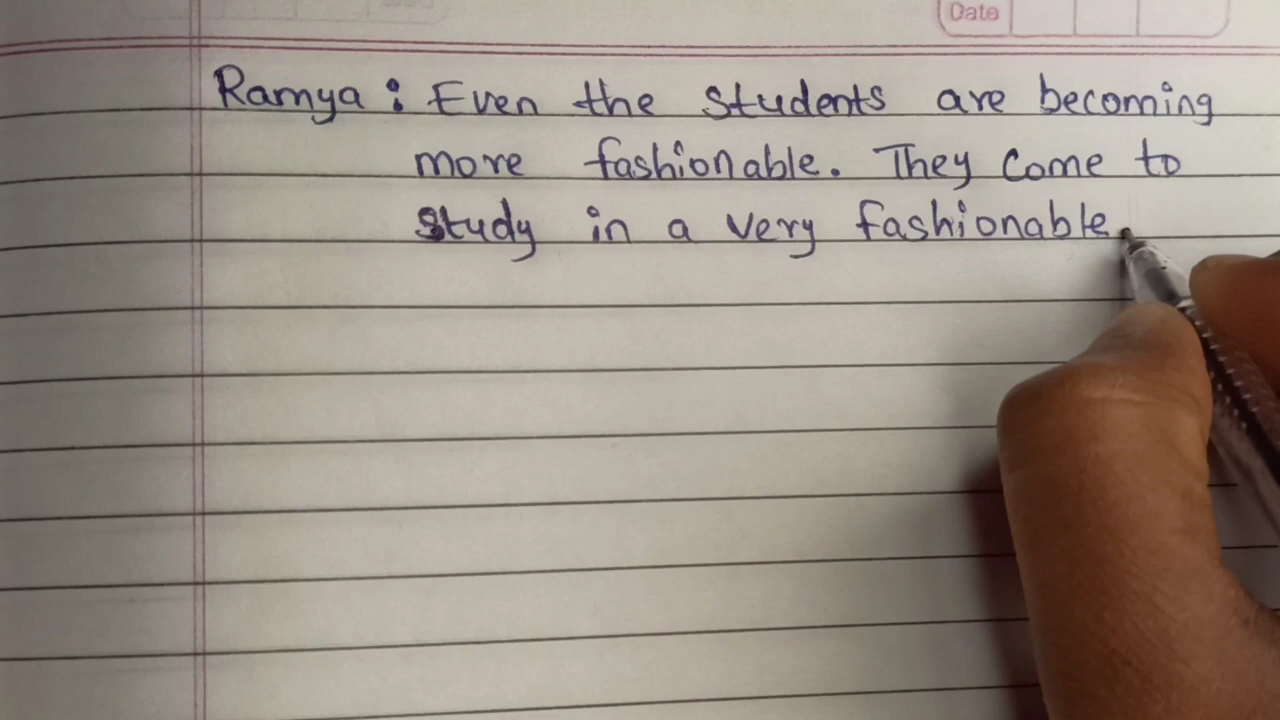 Date
Ramya : Even the students are becoming
more fashionable. They come to
study in a very fashionable.